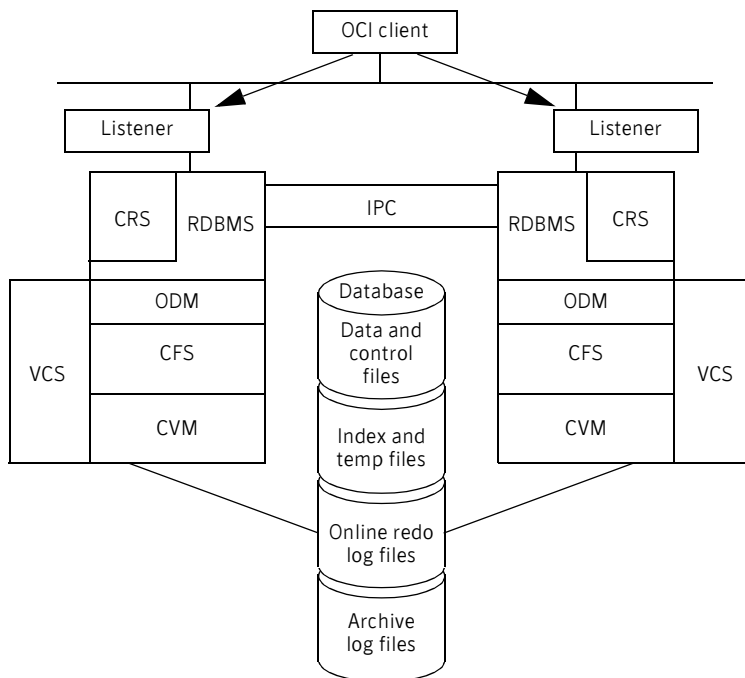 OCI client
Listener
Listener
CRS
RDBMS
IPC
RDBMS
CRS
VCS
ODM
CFS
CVM
Database
Data and
control
files
Index and
temp files
Online redo
log files
Archive
log files
ODM
CFS
CVM
VCS